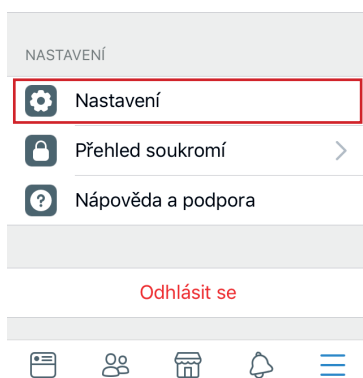 NASTAVENÍ
Nastavení
Přehled soukromí
Nápověda a podpora
Odhlásit se